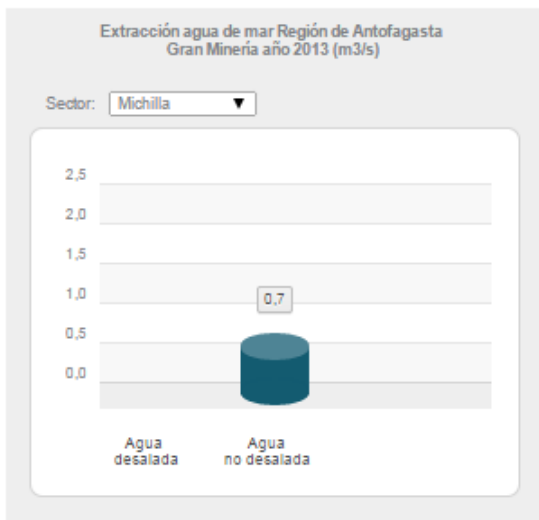 Extracción agua de mar Región de Antofagasta
Gran Minería año 2013 (m3/s)
Sector: Michilla ▼
2,5
2,0
1,5
1,0
0,7
0,5
0,0
Agua
desalada
Agua
no desalada